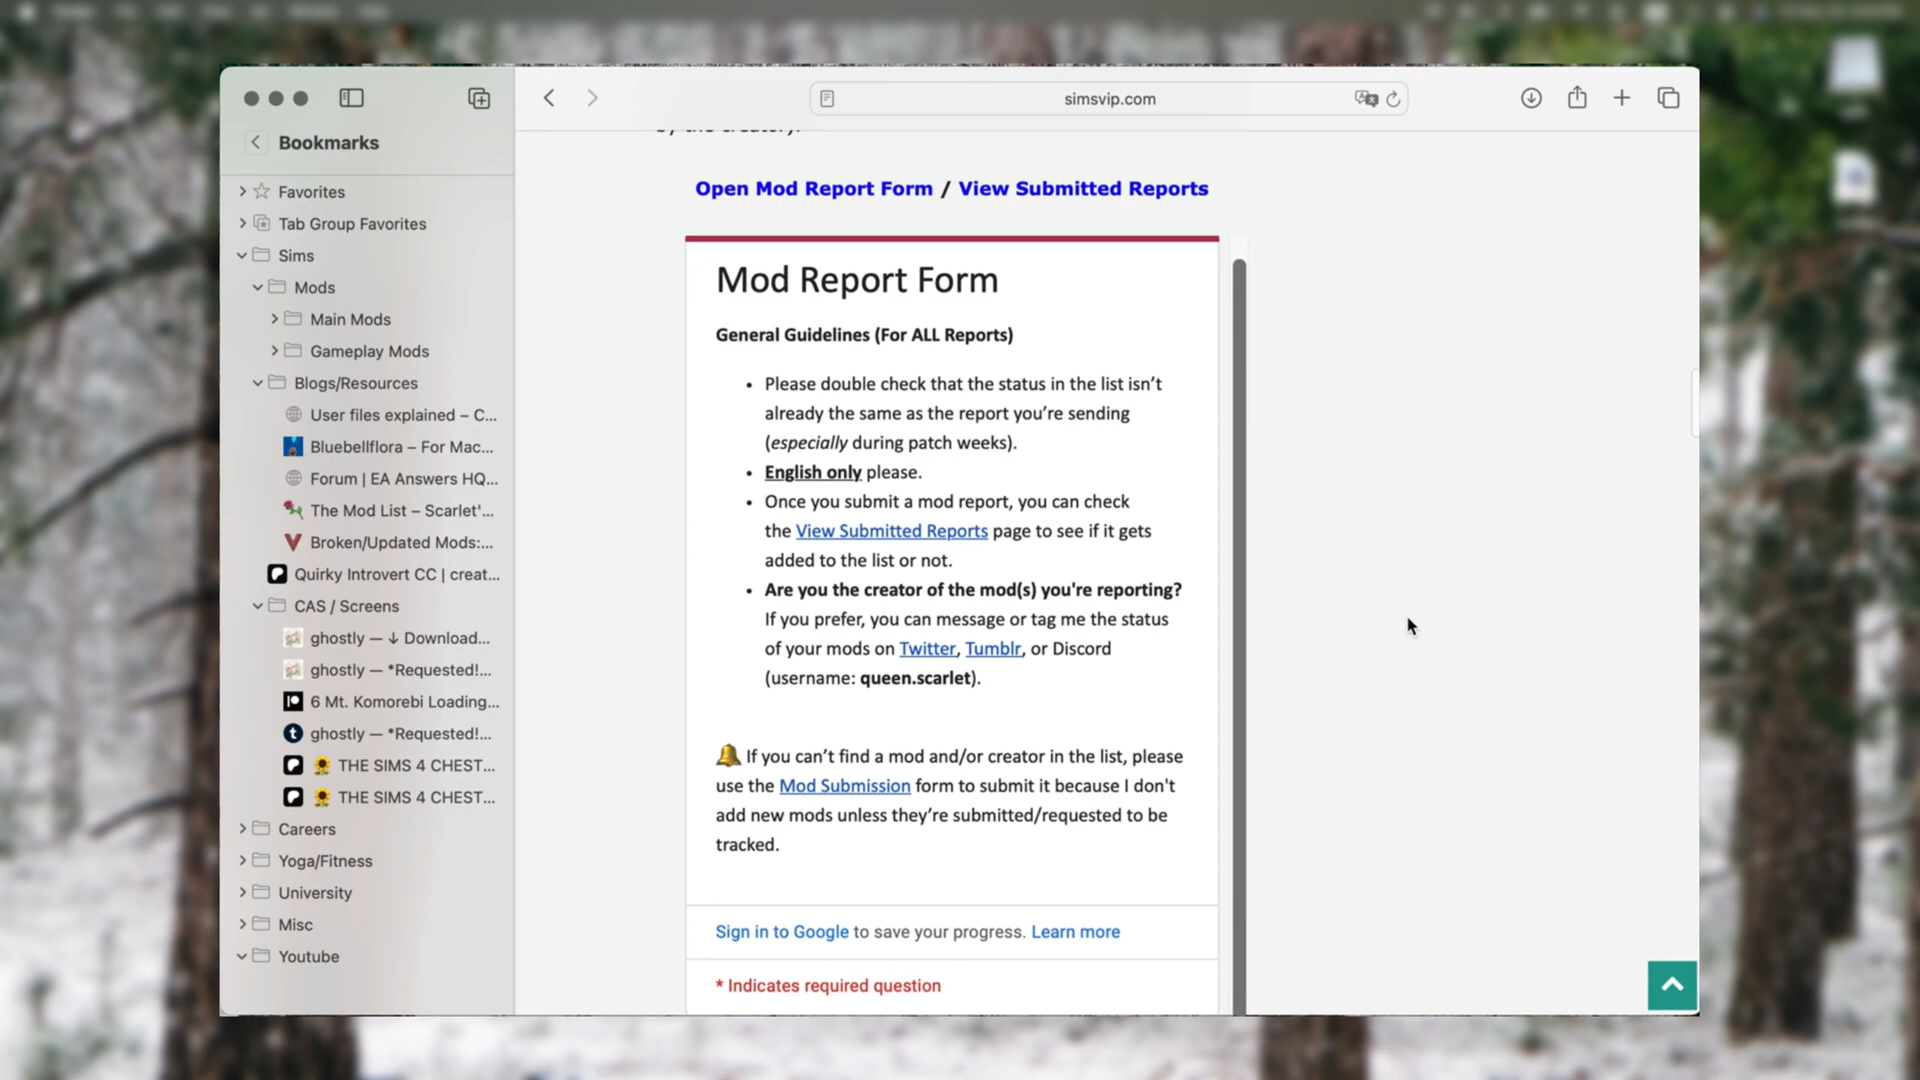 Bookmarks
Favorites
Tab Group Favorites
Sims
Mods
Main Mods
Gameplay Mods
Blogs/Resources
User files explained – C...
Bluebellflora – For Mac...
Forum | EA Answers HQ...
The Mod List – Scarlet'...
Broken/Updated Mods:...
Quirky Introvert CC | creat...
CAS / Screens
ghostly — ↓ Download...
ghostly — *Requested!...
6 Mt. Komorebi Loading...
ghostly — *Requested!...
🌻 THE SIMS 4 CHEST...
🌻 THE SIMS 4 CHEST...
Careers
Yoga/Fitness
University
Misc
Youtube
simsvip.com
by the creator).
Open Mod Report Form / View Submitted Reports
Mod Report Form
General Guidelines (For ALL Reports)
• Please double check that the status in the list isn’t
already the same as the report you’re sending
(especially during patch weeks).
• English only please.
• Once you submit a mod report, you can check
the View Submitted Reports page to see if it gets
added to the list or not.
• Are you the creator of the mod(s) you're reporting?
If you prefer, you can message or tag me the status
of your mods on Twitter, Tumblr, or Discord
(username: queen.scarlet).
🔔 If you can’t find a mod and/or creator in the list, please
use the Mod Submission form to submit it because I don't
add new mods unless they’re submitted/requested to be
tracked.
Sign in to Google to save your progress. Learn more
* Indicates required question